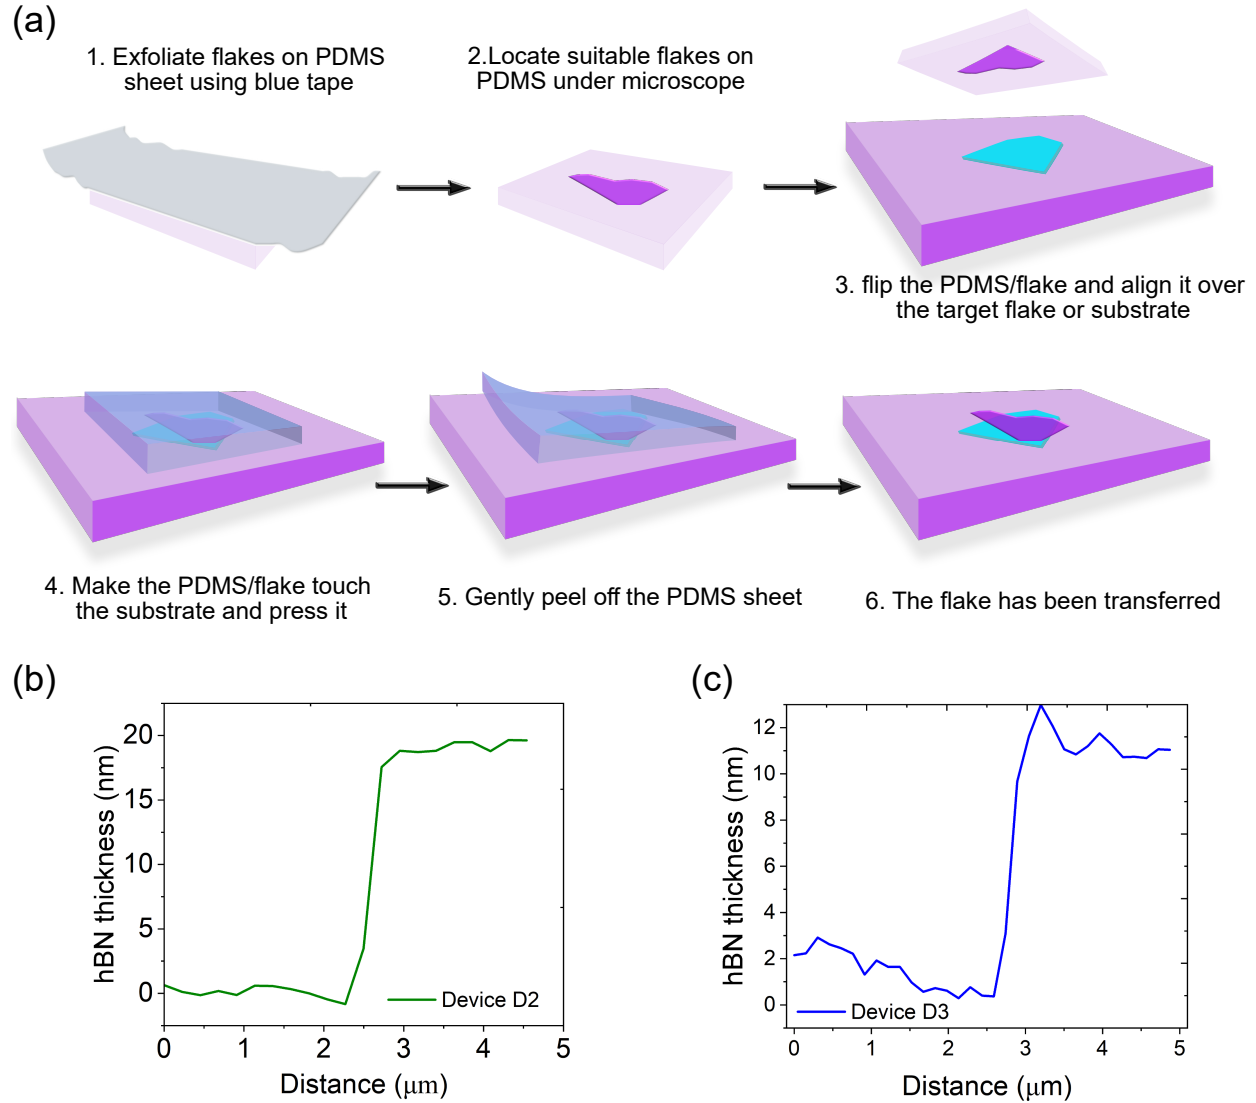 (a)
1. Exfoliate flakes on PDMS
sheet using blue tape
2.Locate suitable flakes on
PDMS under microscope
3. flip the PDMS/flake and align it over
the target flake or substrate
4. Make the PDMS/flake touch
the substrate and press it
5. Gently peel off the PDMS sheet
6. The flake has been transferred
(b)
hBN thickness (nm)
20
15
10
5
0
Device D2
0 1 2 3 4 5
Distance (μm)
(c)
hBN thickness (nm)
12
10
8
6
4
2
0
Device D3
0 1 2 3 4 5
Distance (μm)